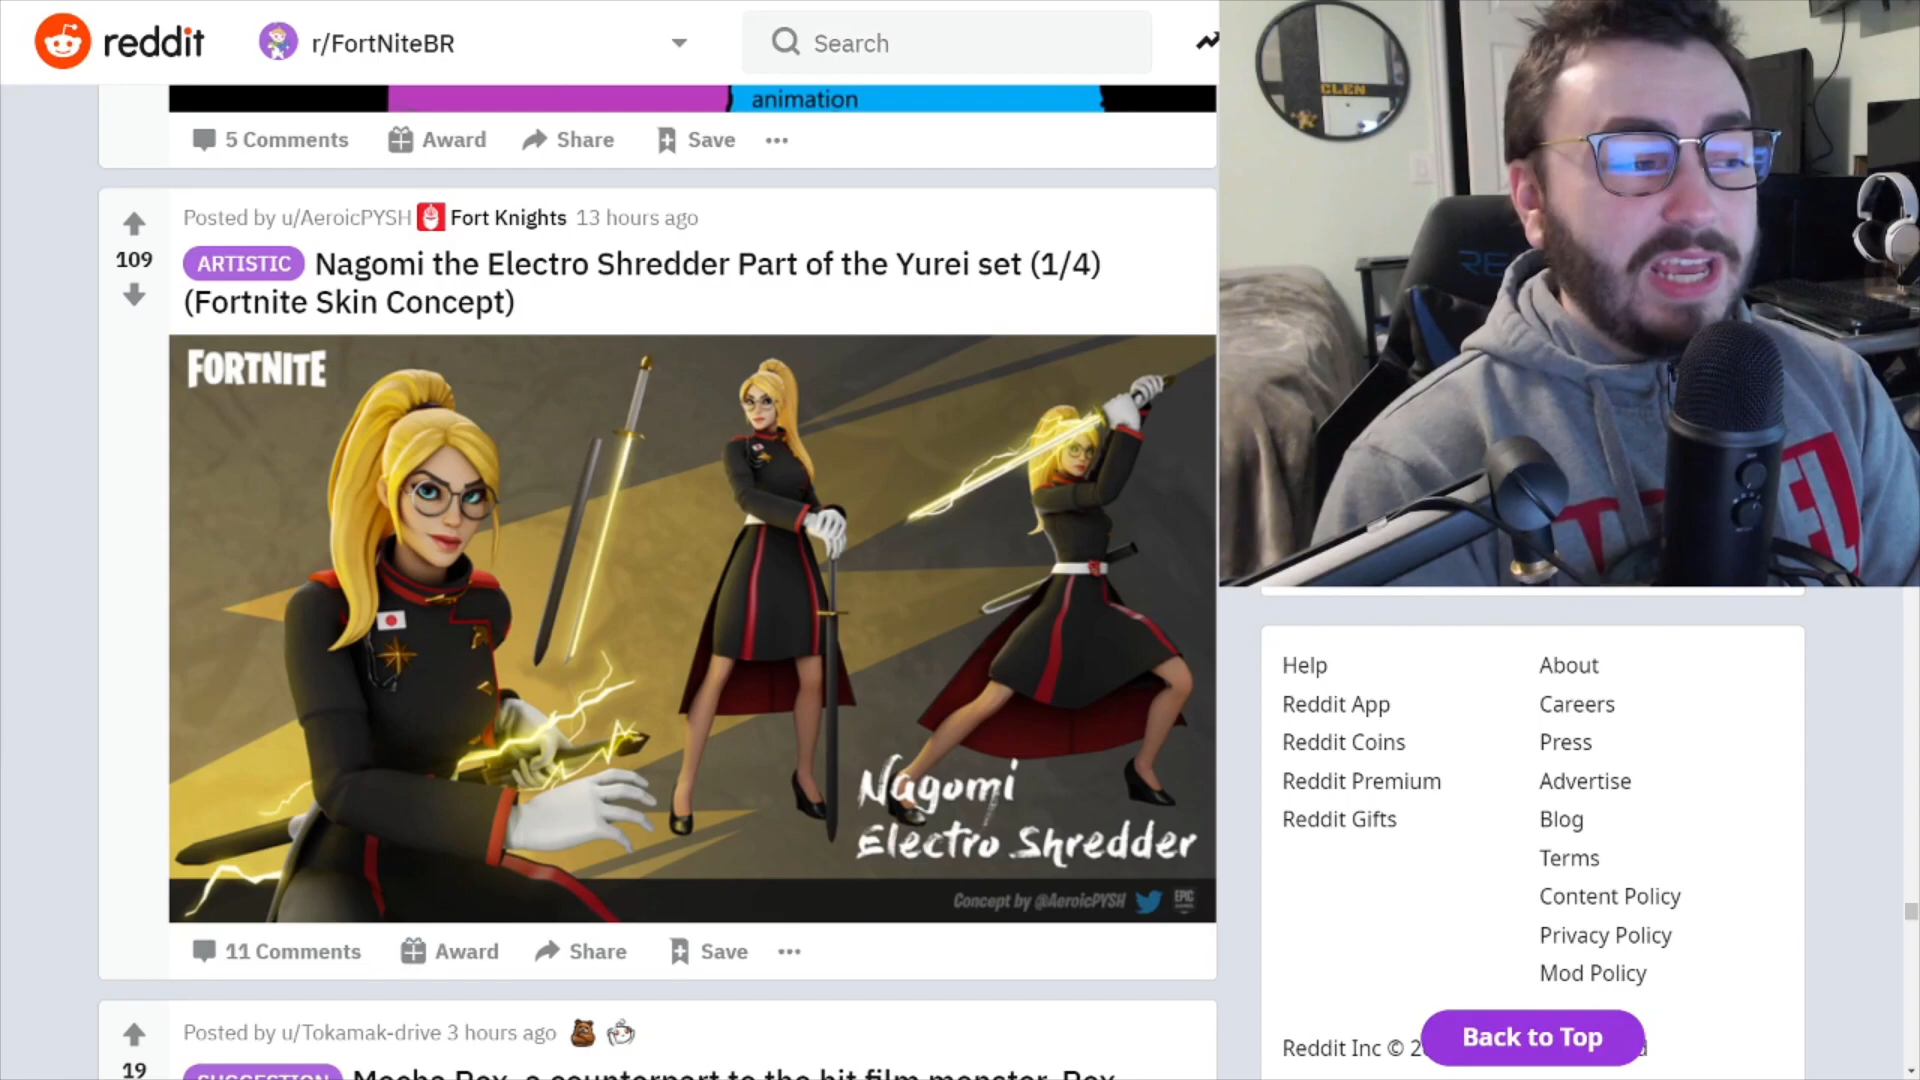 reddit
r/FortNiteBR
Search
animation
5 Comments
Award
Share
Save
Posted by u/AeroicPYSH Fort Knights 13 hours ago
109
ARTISTIC Nagomi the Electro Shredder Part of the Yurei set (1/4)
(Fortnite Skin Concept)
FORTNITE
Nagomi
Electro Shredder
Concept by @AeroicPYSH
EPIC
11 Comments
Award
Share
Save
Posted by u/Tokamak-drive 3 hours ago
19
SUGGESTION
CLEN
Help
Reddit App
Reddit Coins
Reddit Premium
Reddit Gifts
About
Careers
Press
Advertise
Blog
Terms
Content Policy
Privacy Policy
Mod Policy
Reddit Inc ©
Back to Top